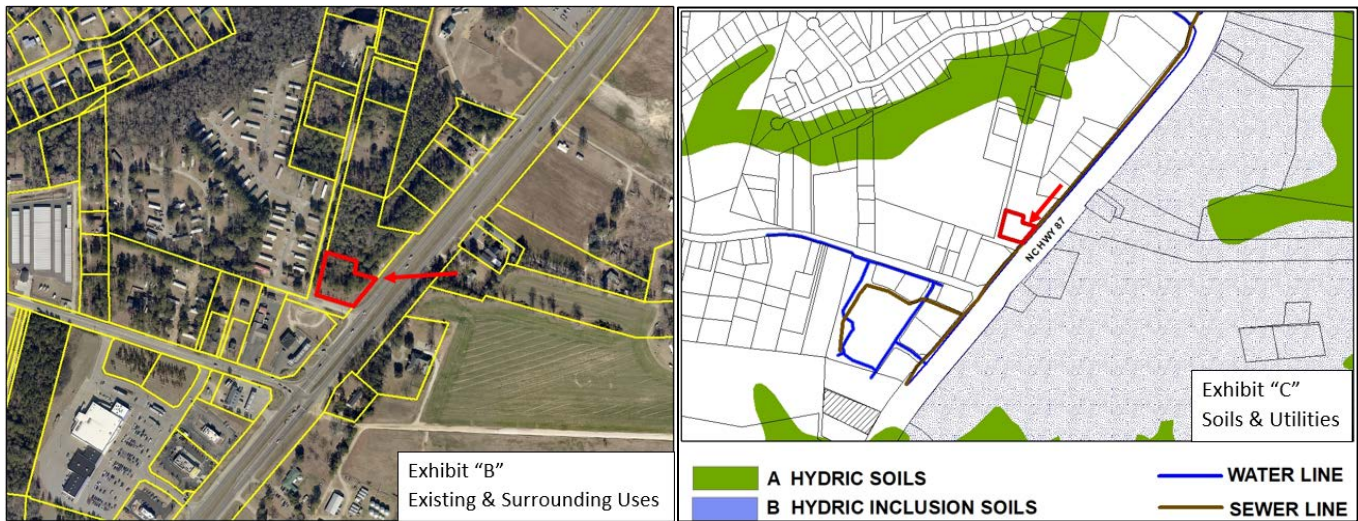 Exhibit “B”
Existing & Surrounding Uses
NC HWY 87
Exhibit “C”
Soils & Utilities
A HYDRIC SOILS
B HYDRIC INCLUSION SOILS
WATER LINE
SEWER LINE